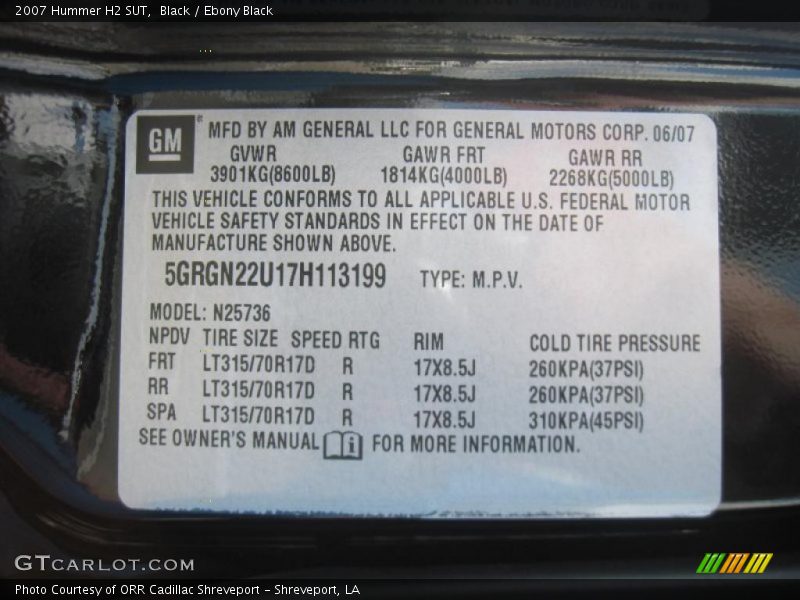 2007 Hummer H2 SUT,  Black / Ebony Black
GM® MFD BY AM GENERAL LLC FOR GENERAL MOTORS CORP. 06/07
GVWR GAWR FRT GAWR RR
3901KG(8600LB) 1814KG(4000LB) 2268KG(5000LB)
THIS VEHICLE CONFORMS TO ALL APPLICABLE U.S. FEDERAL MOTOR
VEHICLE SAFETY STANDARDS IN EFFECT ON THE DATE OF
MANUFACTURE SHOWN ABOVE.
5GRGN22U17H113199 TYPE: M.P.V.
MODEL: N25736
NPDV TIRE SIZE SPEED RTG RIM COLD TIRE PRESSURE
FRT LT315/70R17D R 17X8.5J 260KPA(37PSI)
RR LT315/70R17D R 17X8.5J 260KPA(37PSI)
SPA LT315/70R17D R 17X8.5J 310KPA(45PSI)
SEE OWNER'S MANUAL i FOR MORE INFORMATION.
GTCARLOT.COM
Photo Courtesy of ORR Cadillac Shreveport - Shreveport, LA